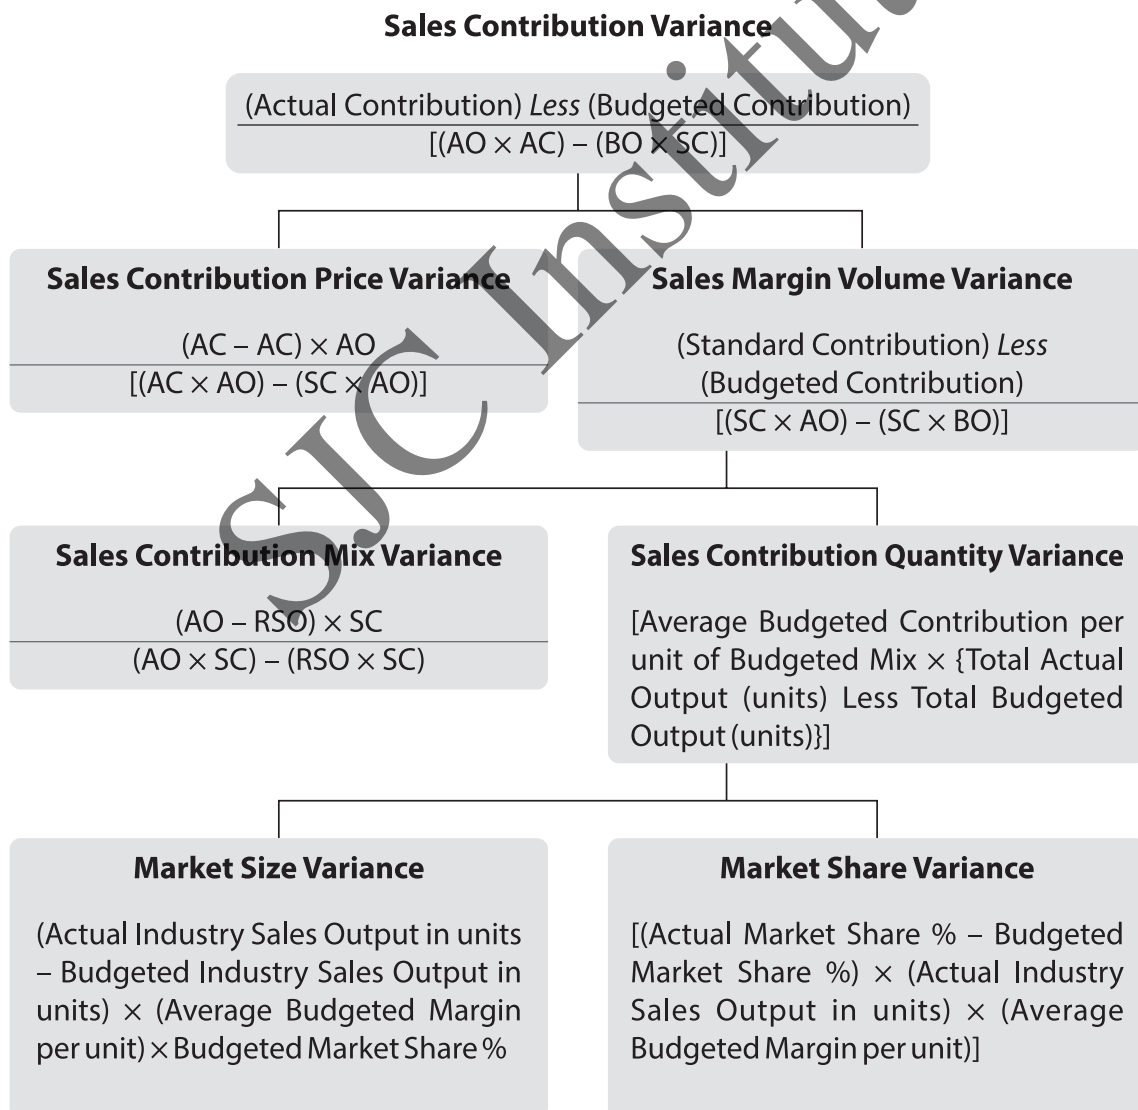 Sales Contribution Variance
(Actual Contribution) Less (Budgeted Contribution)
[(AO × AC) – (BO × SC)]
Sales Contribution Price Variance
(AC – AC) × AO
[(AC × AO) – (SC × AO)]
Sales Margin Volume Variance
(Standard Contribution) Less
(Budgeted Contribution)
[(SC × AO) – (SC × BO)]
Sales Contribution Mix Variance
(AO – RSO) × SC
(AO × SC) – (RSO × SC)
Sales Contribution Quantity Variance
[Average Budgeted Contribution per
unit of Budgeted Mix × {Total Actual
Output (units) Less Total Budgeted
Output (units)}]
Market Size Variance
(Actual Industry Sales Output in units
– Budgeted Industry Sales Output in
units) × (Average Budgeted Margin
per unit) × Budgeted Market Share %
Market Share Variance
[(Actual Market Share % – Budgeted
Market Share %) × (Actual Industry
Sales Output in units) × (Average
Budgeted Margin per unit)]
SJC Institu